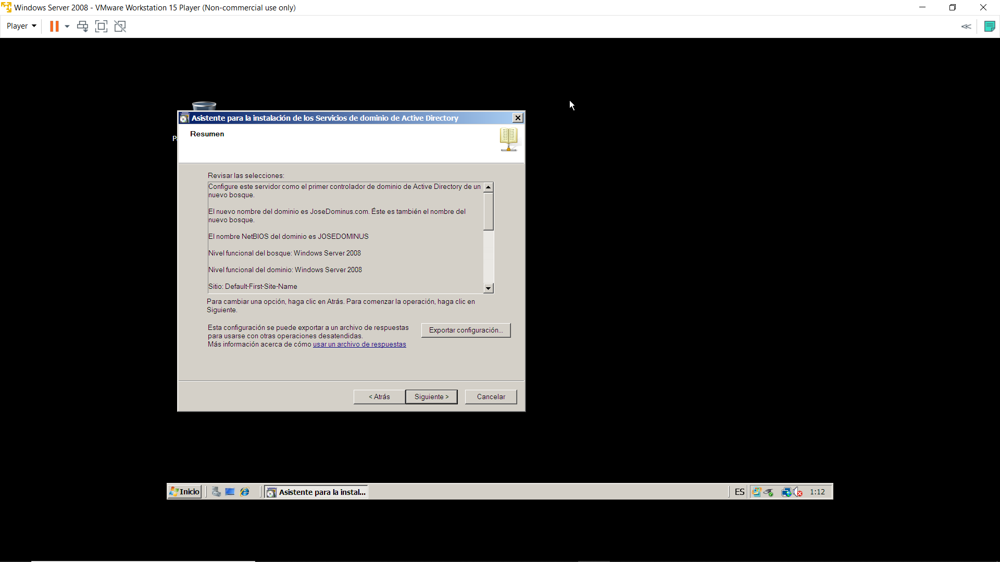 Windows Server 2008 - VMware Workstation 15 Player (Non-commercial use only)
Player
Asistente para la instalación de los Servicios de dominio de Active Directory
Resumen
Revisar las selecciones:
Configure este servidor como el primer controlador de dominio de Active Directory de un
nuevo bosque.
El nuevo nombre del dominio es JoseDominus.com. Éste es también el nombre del
nuevo bosque.
El nombre NetBIOS del dominio es JOSEDOMINUS
Nivel funcional del bosque: Windows Server 2008
Nivel funcional del dominio: Windows Server 2008
Sitio: Default-First-Site-Name
Para cambiar una opción, haga clic en Atrás. Para comenzar la operación, haga clic en
Siguiente.
Esta configuración se puede exportar a un archivo de respuestas
para usarse con otras operaciones desatendidas.
Más información acerca de cómo usar un archivo de respuestas
Exportar configuración...
< Atrás
Siguiente >
Cancelar
Inicio
Asistente para la instal...
ES
1:12